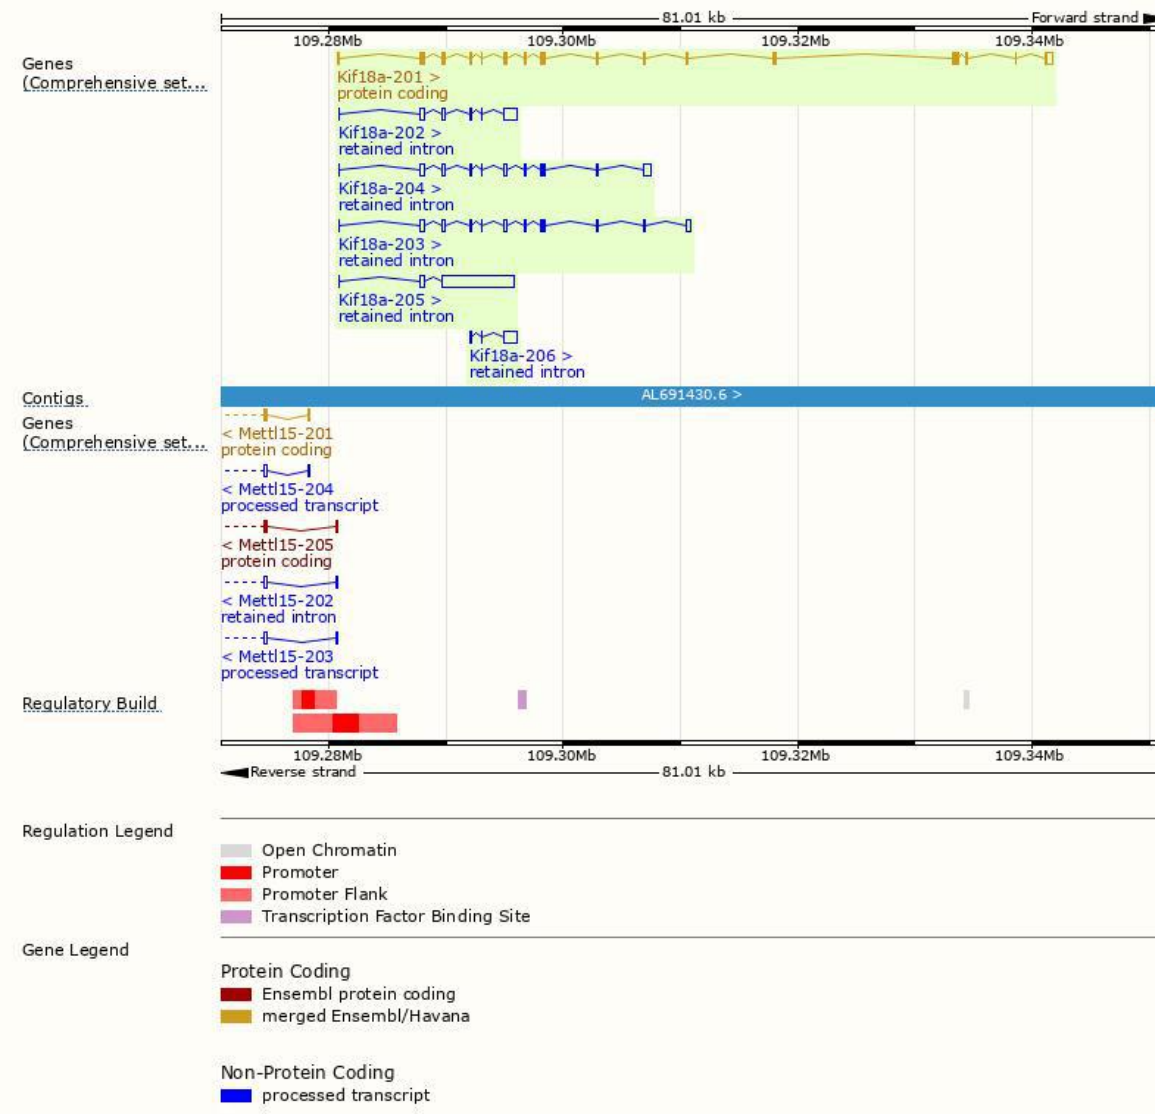 81.01 kb Forward strand
109.28Mb 109.30Mb 109.32Mb 109.34Mb
Genes
(Comprehensive set...
Kif18a-201 >
protein coding
Kif18a-202 >
retained intron
Kif18a-204 >
retained intron
Kif18a-203 >
retained intron
Kif18a-205 >
retained intron
Kif18a-206 >
retained intron
Contigs
AL691430.6 >
Genes
(Comprehensive set...
< Mettl15-201
protein coding
< Mettl15-204
processed transcript
< Mettl15-205
protein coding
< Mettl15-202
retained intron
< Mettl15-203
processed transcript
Regulatory Build
109.28Mb 109.30Mb 109.32Mb 109.34Mb
Reverse strand 81.01 kb
Regulation Legend
Open Chromatin
Promoter
Promoter Flank
Transcription Factor Binding Site
Gene Legend
Protein Coding
Ensembl protein coding
merged Ensembl/Havana
Non-Protein Coding
processed transcript